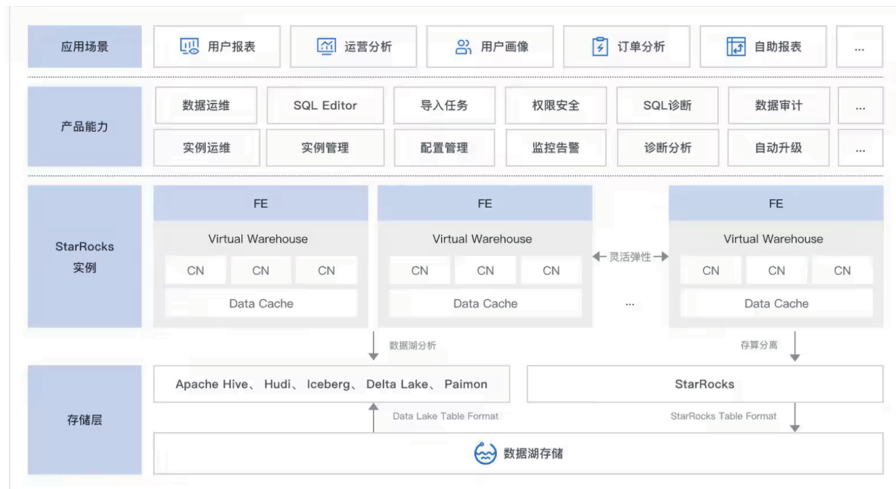 应用场景
用户报表
运营分析
用户画像
订单分析
自助报表
...
产品能力
数据运维
SQL Editor
导入任务
权限安全
SQL诊断
数据审计
...
实例运维
实例管理
配置管理
监控告警
诊断分析
自动升级
...
StarRocks
实例
FE
FE
FE
Virtual Warehouse
Virtual Warehouse
Virtual Warehouse
灵活弹性
CN
CN
CN
CN
CN
CN
CN
CN
CN
Data Cache
Data Cache
...
Data Cache
数据湖分析
存算分离
存储层
Apache Hive、 Hudi、 Iceberg、 Delta Lake、 Paimon
StarRocks
Data Lake Table Format
StarRocks Table Format
数据湖存储